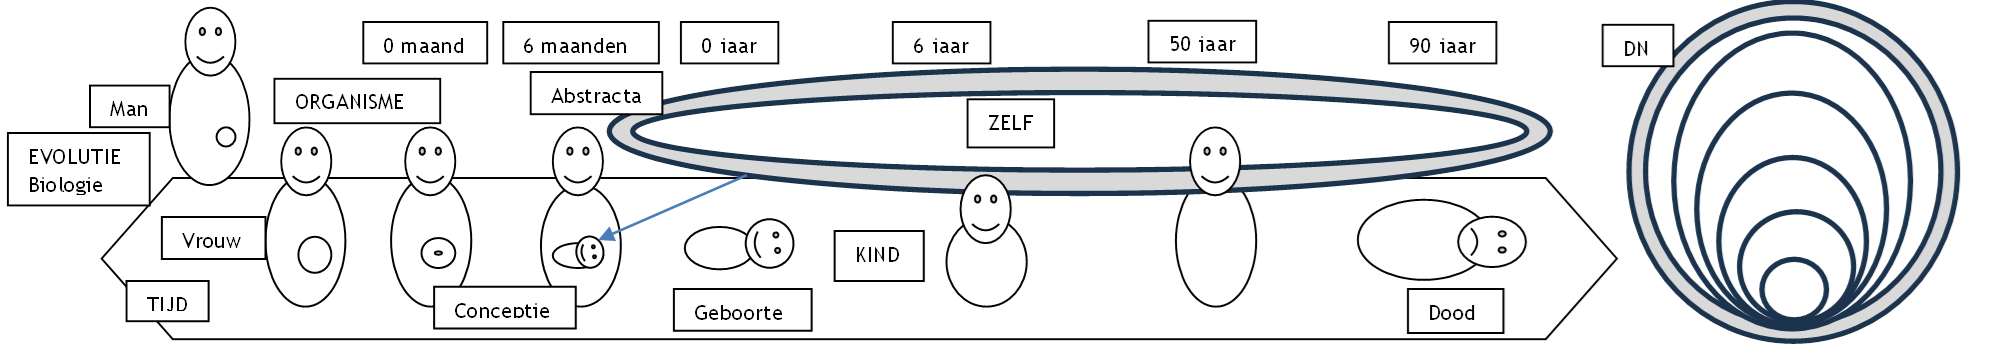 0 maand
6 maanden
0 jaar
6 jaar
50 jaar
90 jaar
DN
Man
ORGANISME
Abstracta
ZELF
EVOLUTIE
Biologie
Vrouw
KIND
TIJD
Conceptie
Geboorte
Dood